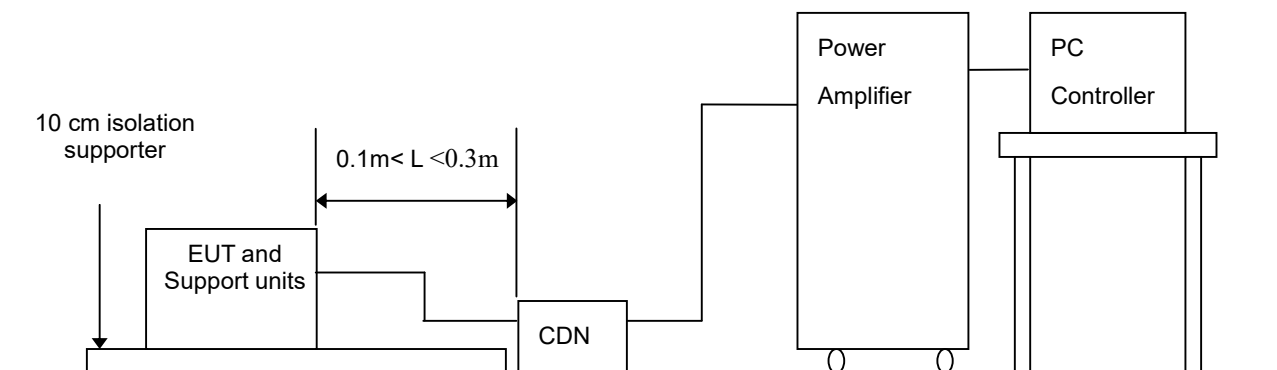 Power
Amplifier
PC
Controller
10 cm isolation
supporter
0.1m< L <0.3m
EUT and
Support units
CDN